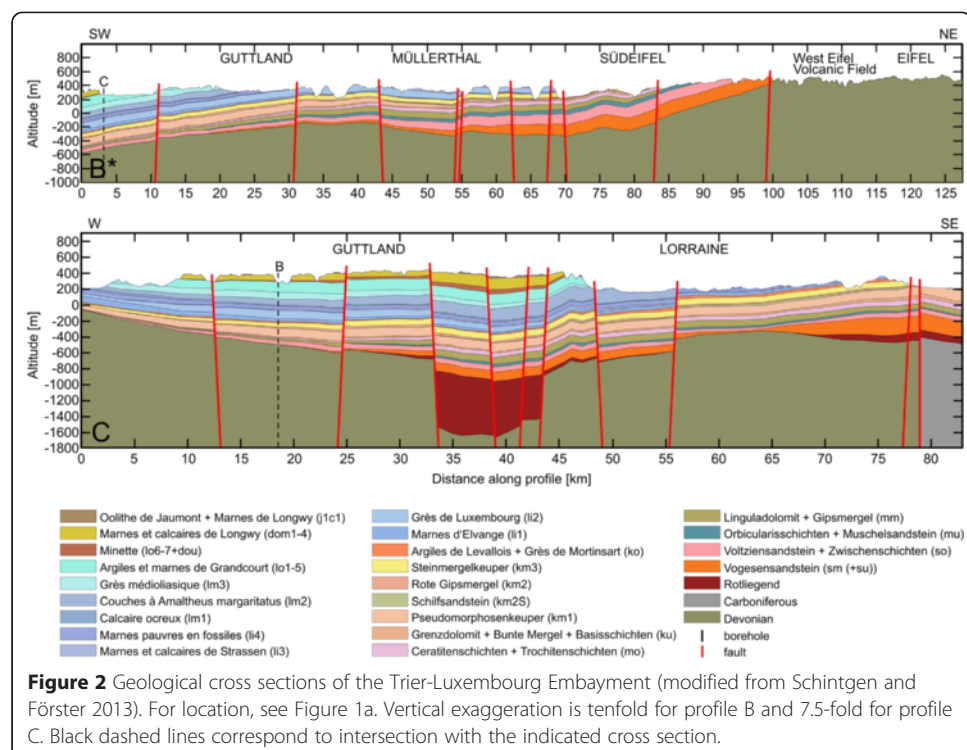 SW NE
GUTTLAND MÜLLERTHAL SÜDEIFEL West Eifel EIFEL
Volcanic Field
C
Altitude [m]
800
600
400
200
0
-200
-400
-600
-800
-1000
B*
0 5 10 15 20 25 30 35 40 45 50 55 60 65 70 75 80 85 90 95 100 105 110 115 120 125
W SE
GUTTLAND LORRAINE
B
Altitude [m]
800
600
400
200
0
-200
-400
-600
-800
-1000
-1200
-1400
-1600
-1800
C
0 5 10 15 20 25 30 35 40 45 50 55 60 65 70 75 80
Distance along profile [km]
Oolithe de Jaumont + Marnes de Longwy (j1c1)
Marnes et calcaires de Longwy (dom1-4)
Minette (lo6-7+dou)
Argiles et marnes de Grandcourt (lo1-5)
Grès médioliasique (lm3)
Couches à Amaltheus margaritatus (lm2)
Calcaire ocreux (lm1)
Marnes pauvres en fossiles (li4)
Marnes et calcaires de Strassen (li3)
Grès de Luxembourg (li2)
Marnes d'Elvange (li1)
Argiles de Levallois + Grès de Mortinsart (ko)
Steinmergelkeuper (km3)
Rote Gipsmergel (km2)
Schilfsandstein (km2S)
Pseudomorphosenkeuper (km1)
Grenzdolomit + Bunte Mergel + Basisschichten (ku)
Ceratitenschichten + Trochitenschichten (mo)
Linguladolomit + Gipsmergel (mm)
Orbicularisschichten + Muschelsandstein (mu)
Voltziensandstein + Zwischenschichten (so)
Vogesensandstein (sm (+su))
Rotliegend
Carboniferous
Devonian
borehole
fault
Figure 2 Geological cross sections of the Trier-Luxembourg Embayment (modified from Schintgen and
Förster 2013). For location, see Figure 1a. Vertical exaggeration is tenfold for profile B and 7.5-fold for profile
C. Black dashed lines correspond to intersection with the indicated cross section.